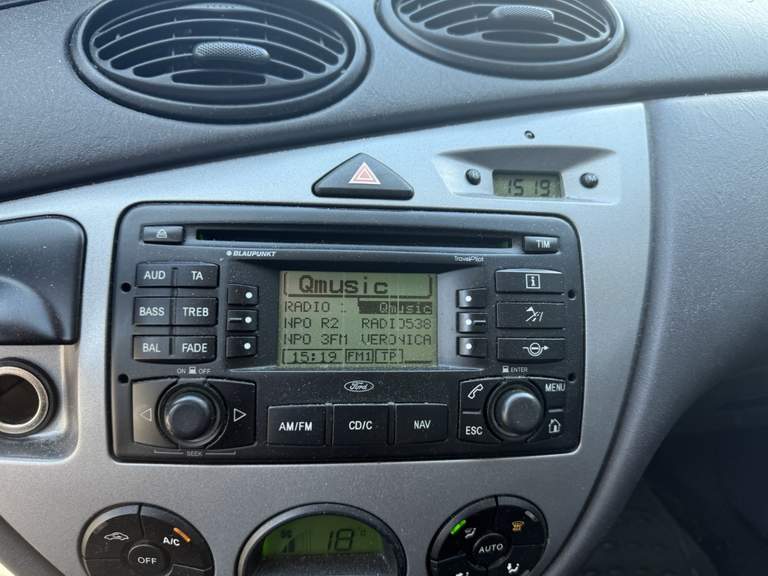 15:19
BLAUPUNKT
TravelPilot
TIM
AUD TA
BASS TREB
BAL FADE
Qmusic
RADIO 1 Qmusic
NPO R2 RADIO538
NPO 3FM VERONICA
15:19 FM1 TP
i
ON OFF
SEEK
Ford
AM/FM CD/C NAV
ENTER
MENU
ESC
A/C
OFF
18
AUTO